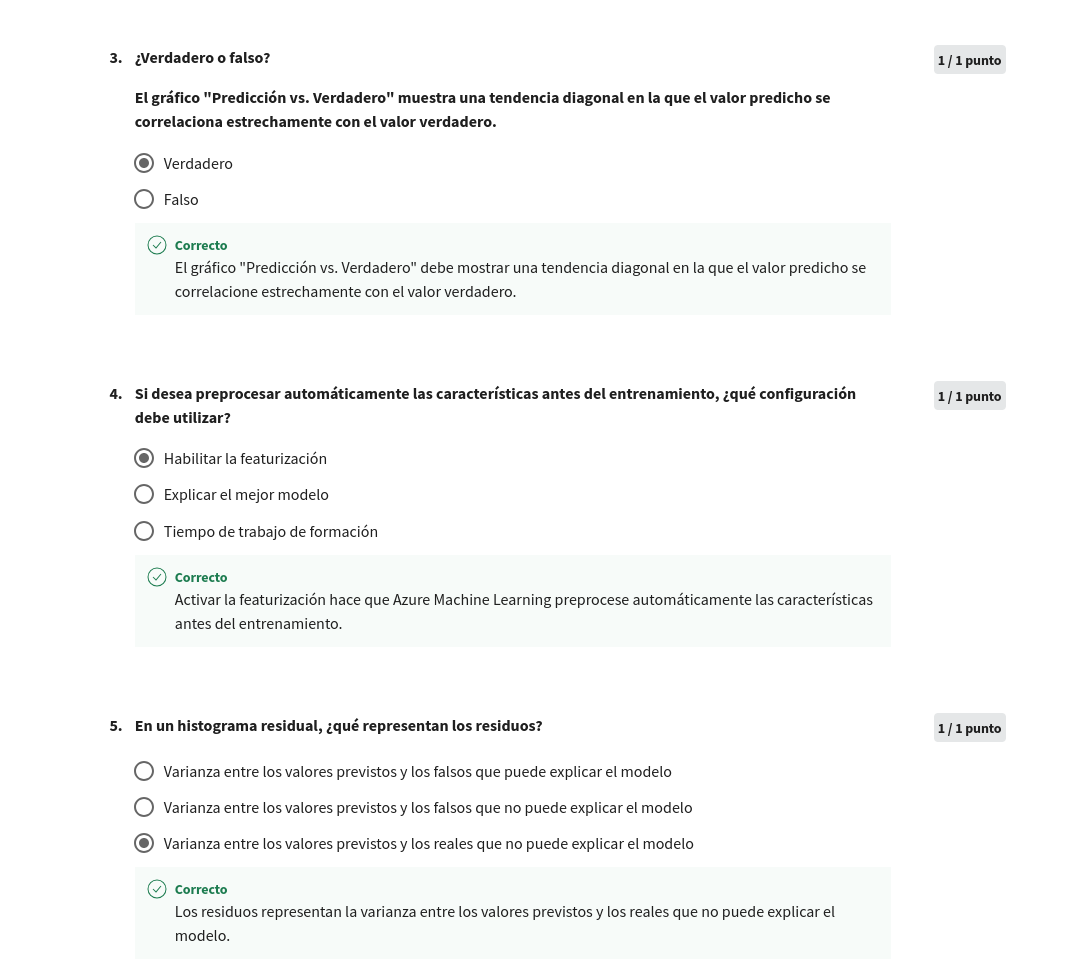 3. ¿Verdadero o falso?
1 / 1 punto
El gráfico "Predicción vs. Verdadero" muestra una tendencia diagonal en la que el valor predicho se
correlaciona estrechamente con el valor verdadero.
Verdadero
Falso
Correcto
El gráfico "Predicción vs. Verdadero" debe mostrar una tendencia diagonal en la que el valor predicho se
correlacione estrechamente con el valor verdadero.
4. Si desea preprocesar automáticamente las características antes del entrenamiento, ¿qué configuración
debe utilizar?
1 / 1 punto
Habilitar la featurización
Explicar el mejor modelo
Tiempo de trabajo de formación
Correcto
Activar la featurización hace que Azure Machine Learning preprocese automáticamente las características
antes del entrenamiento.
5. En un histograma residual, ¿qué representan los residuos?
1 / 1 punto
Varianza entre los valores previstos y los falsos que puede explicar el modelo
Varianza entre los valores previstos y los falsos que no puede explicar el modelo
Varianza entre los valores previstos y los reales que no puede explicar el modelo
Correcto
Los residuos representan la varianza entre los valores previstos y los reales que no puede explicar el
modelo.